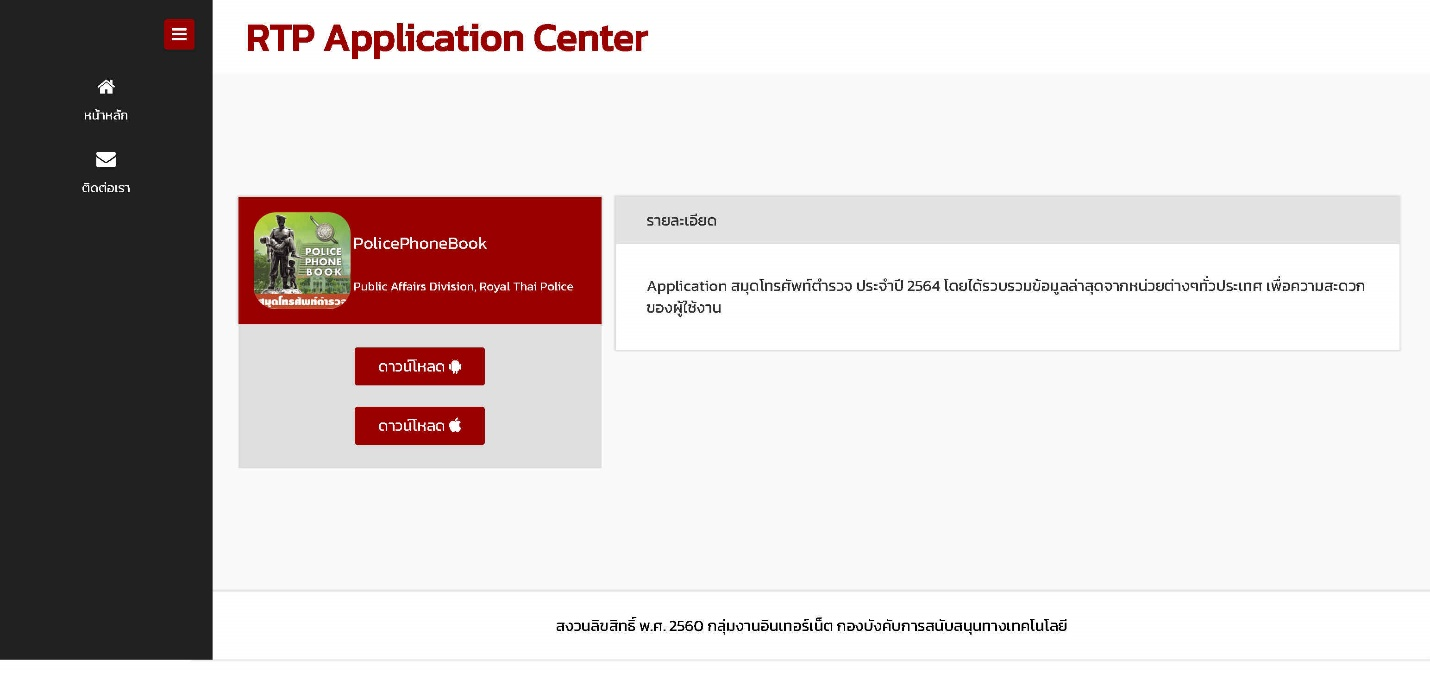 RTP Application Center
หน้าหลัก
ติดต่อเรา
POLICE
PHONE
BOOK
สมุดโทรศัพท์ตำรวจ
PolicePhoneBook
Public Affairs Division, Royal Thai Police
ดาวน์โหลด
ดาวน์โหลด
รายละเอียด
Application สมุดโทรศัพท์ตำรวจ ประจำปี 2564 โดยได้รวบรวมข้อมูลล่าสุดจากหน่วยต่างๆทั่วประเทศ เพื่อความสะดวก
ของผู้ใช้งาน
สงวนลิขสิทธิ์ พ.ศ. 2560 กลุ่มงานอินเทอร์เน็ต กองบังคับการสนับสนุนทางเทคโนโลยี